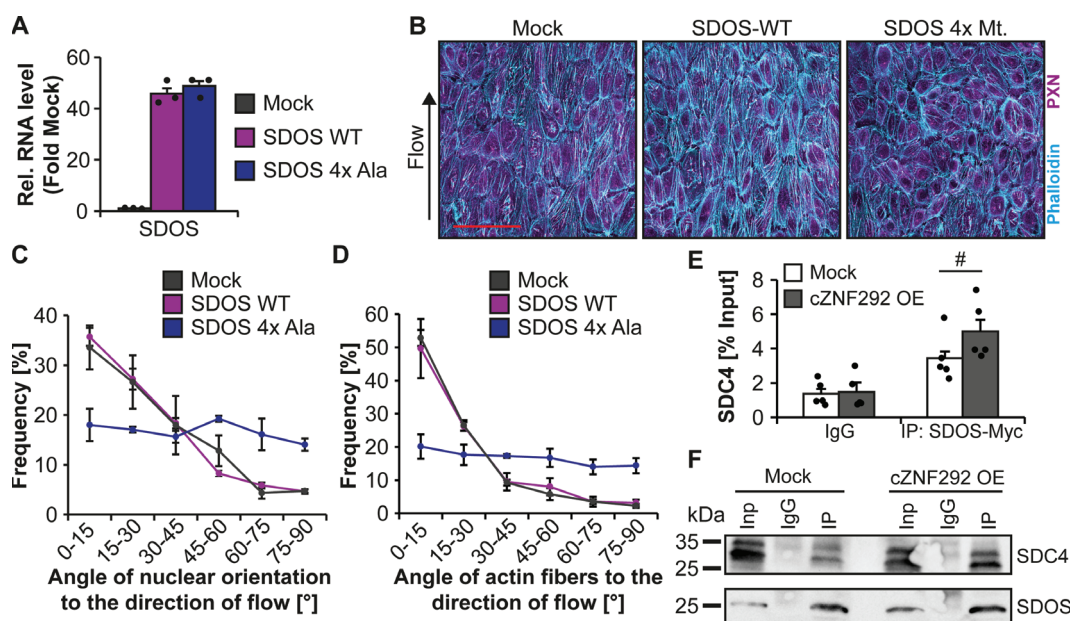 A
Rel. RNA level
(Fold Mock)
60
40
20
0
SDOS
Mock
SDOS WT
SDOS 4x Ala
B
Mock
SDOS-WT
SDOS 4x Mt.
Flow
Phalloidin
PXN
C
Mock
SDOS WT
SDOS 4x Ala
Frequency [%]
40
30
20
10
0
0-15
15-30
30-45
45-60
60-75
75-90
Angle of nuclear orientation
to the direction of flow [°]
D
Mock
SDOS WT
SDOS 4x Ala
Frequency [%]
60
50
40
30
20
10
0
0-15
15-30
30-45
45-60
60-75
75-90
Angle of actin fibers to the
direction of flow [°]
E
Mock
cZNF292 OE
#
SDC4 [% Input]
8
6
4
2
0
IgG
IP: SDOS-Myc
F
Mock
cZNF292 OE
kDa
Inp
IgG
IP
Inp
IgG
IP
35
25
SDC4
25
SDOS